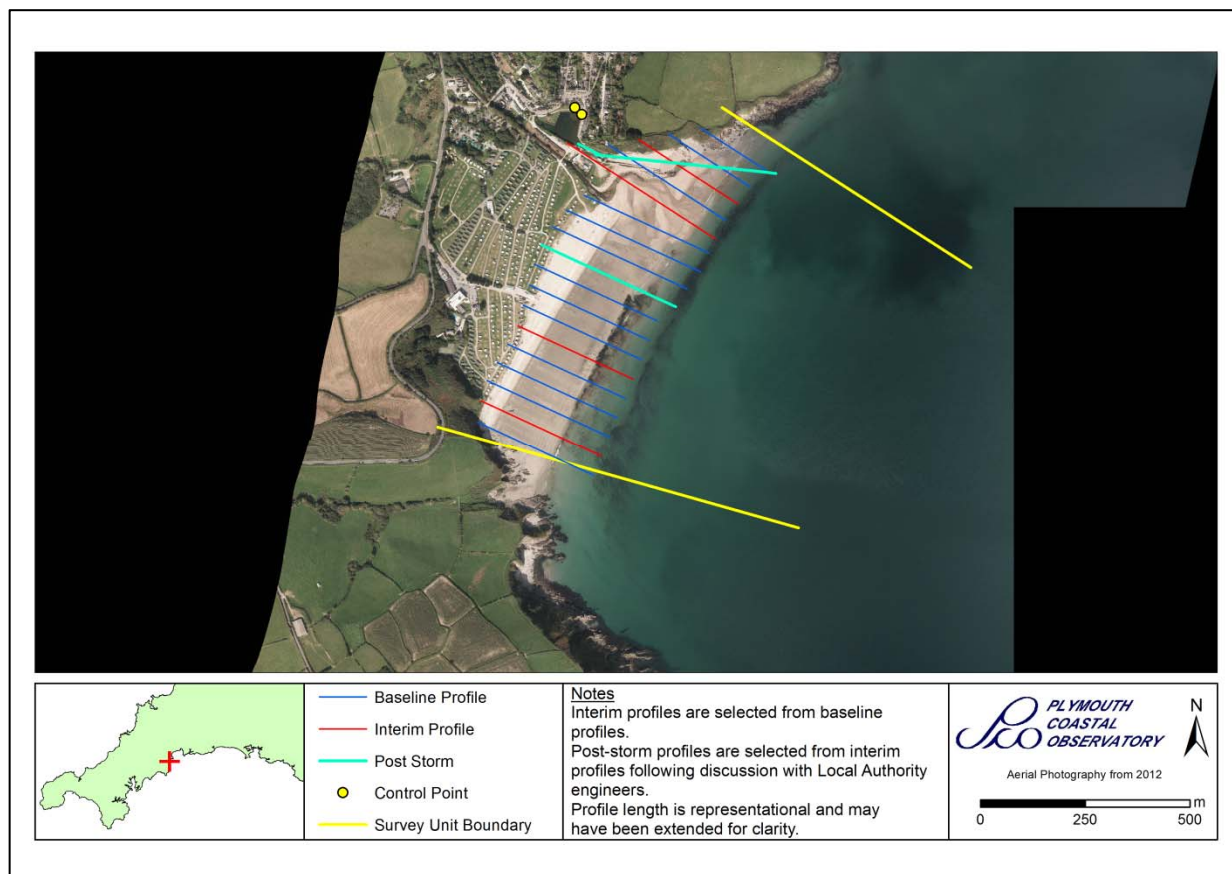 Baseline Profile
Interim Profile
Post Storm
Control Point
Survey Unit Boundary
Notes
Interim profiles are selected from baseline
profiles.
Post-storm profiles are selected from interim
profiles following discussion with Local Authority
engineers.
Profile length is representational and may
have been extended for clarity.
PLYMOUTH
COASTAL
OBSERVATORY
N
Aerial Photography from 2012
m
0 250 500